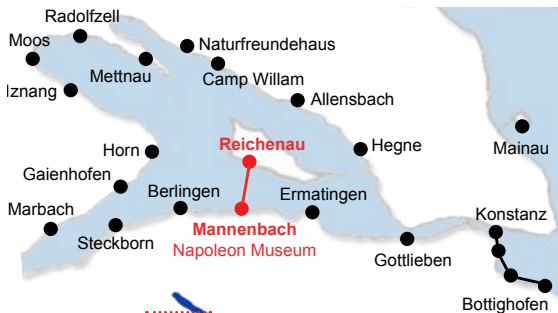 Radolfzell
Moos
Naturfreundehaus
Mettnau
Camp Willam
Iznang
Allensbach
Mainau
Horn
Reichenau
Hegne
Gaienhofen
Berlingen
Ermatingen
Marbach
Mannenbach
Konstanz
Steckborn
Napoleon Museum
Gottlieben
Bottighofen